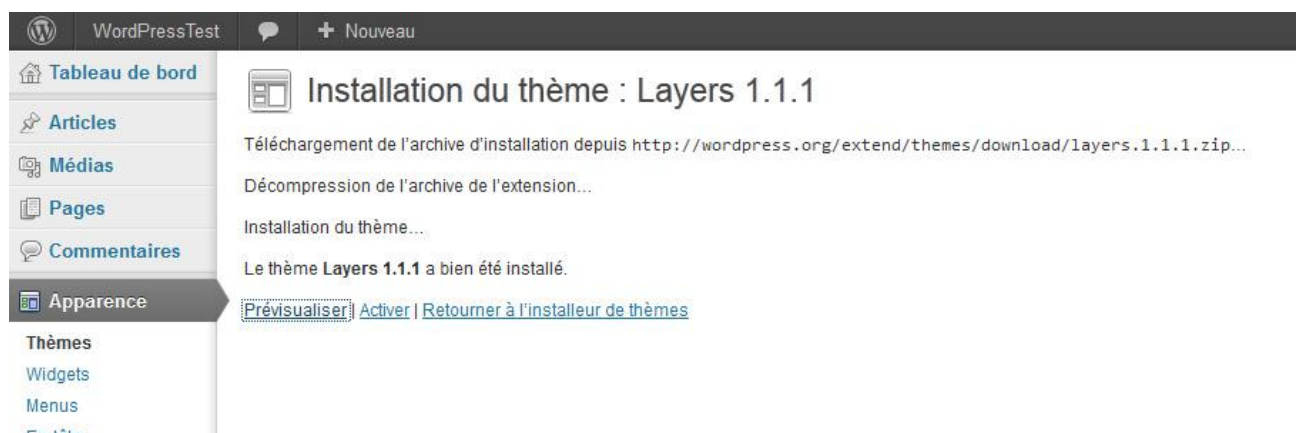 WordPressTest + Nouveau
Tableau de bord
Articles
Médias
Pages
Commentaires
Apparence
Thèmes
Widgets
Menus
Installation du thème : Layers 1.1.1
Téléchargement de l’archive d’installation depuis http://wordpress.org/extend/themes/download/layers.1.1.1.zip…
Décompression de l’archive de l’extension…
Installation du thème…
Le thème Layers 1.1.1 a bien été installé.
Prévisualiser | Activer | Retourner à l’installeur de thèmes